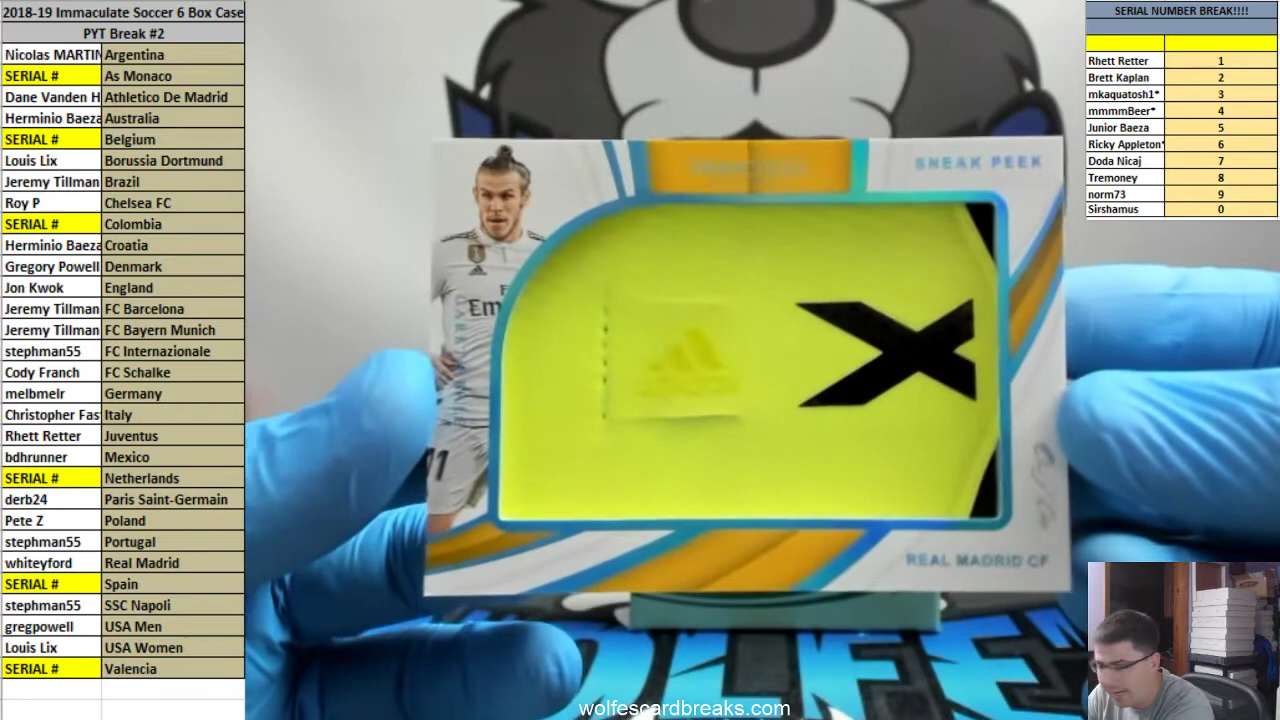 2018-19 Immaculate Soccer 6 Box Case
PYT Break #2
Nicolas MARTIN Argentina
SERIAL # As Monaco
Dane Vanden H Athletico De Madrid
Herminio Baeza Australia
SERIAL # Belgium
Louis Lix Borussia Dortmund
Jeremy Tillman Brazil
Roy P Chelsea FC
SERIAL # Colombia
Herminio Baeza Croatia
Gregory Powell Denmark
Jon Kwok England
Jeremy Tillman FC Barcelona
Jeremy Tillman FC Bayern Munich
stephman55 FC Internazionale
Cody Franch FC Schalke
melbmelr Germany
Christopher Fas Italy
Rhett Retter Juventus
bdhrunner Mexico
SERIAL # Netherlands
derb24 Paris Saint-Germain
Pete Z Poland
stephman55 Portugal
whiteyford Real Madrid
SERIAL # Spain
stephman55 SSC Napoli
gregpowell USA Men
Louis Lix USA Women
SERIAL # Valencia
SNEAK PEEK
X
adidas
11
REAL MADRID CF
WOLFE'
wolfescardbreaks.com
SERIAL NUMBER BREAK!!!!
Rhett Retter 1
Brett Kaplan 2
mkaquatosh1* 3
mmmmBeer* 4
Junior Baeza 5
Ricky Appleton* 6
Doda Nicaj 7
Tremoney 8
norm73 9
Sirshamus 0